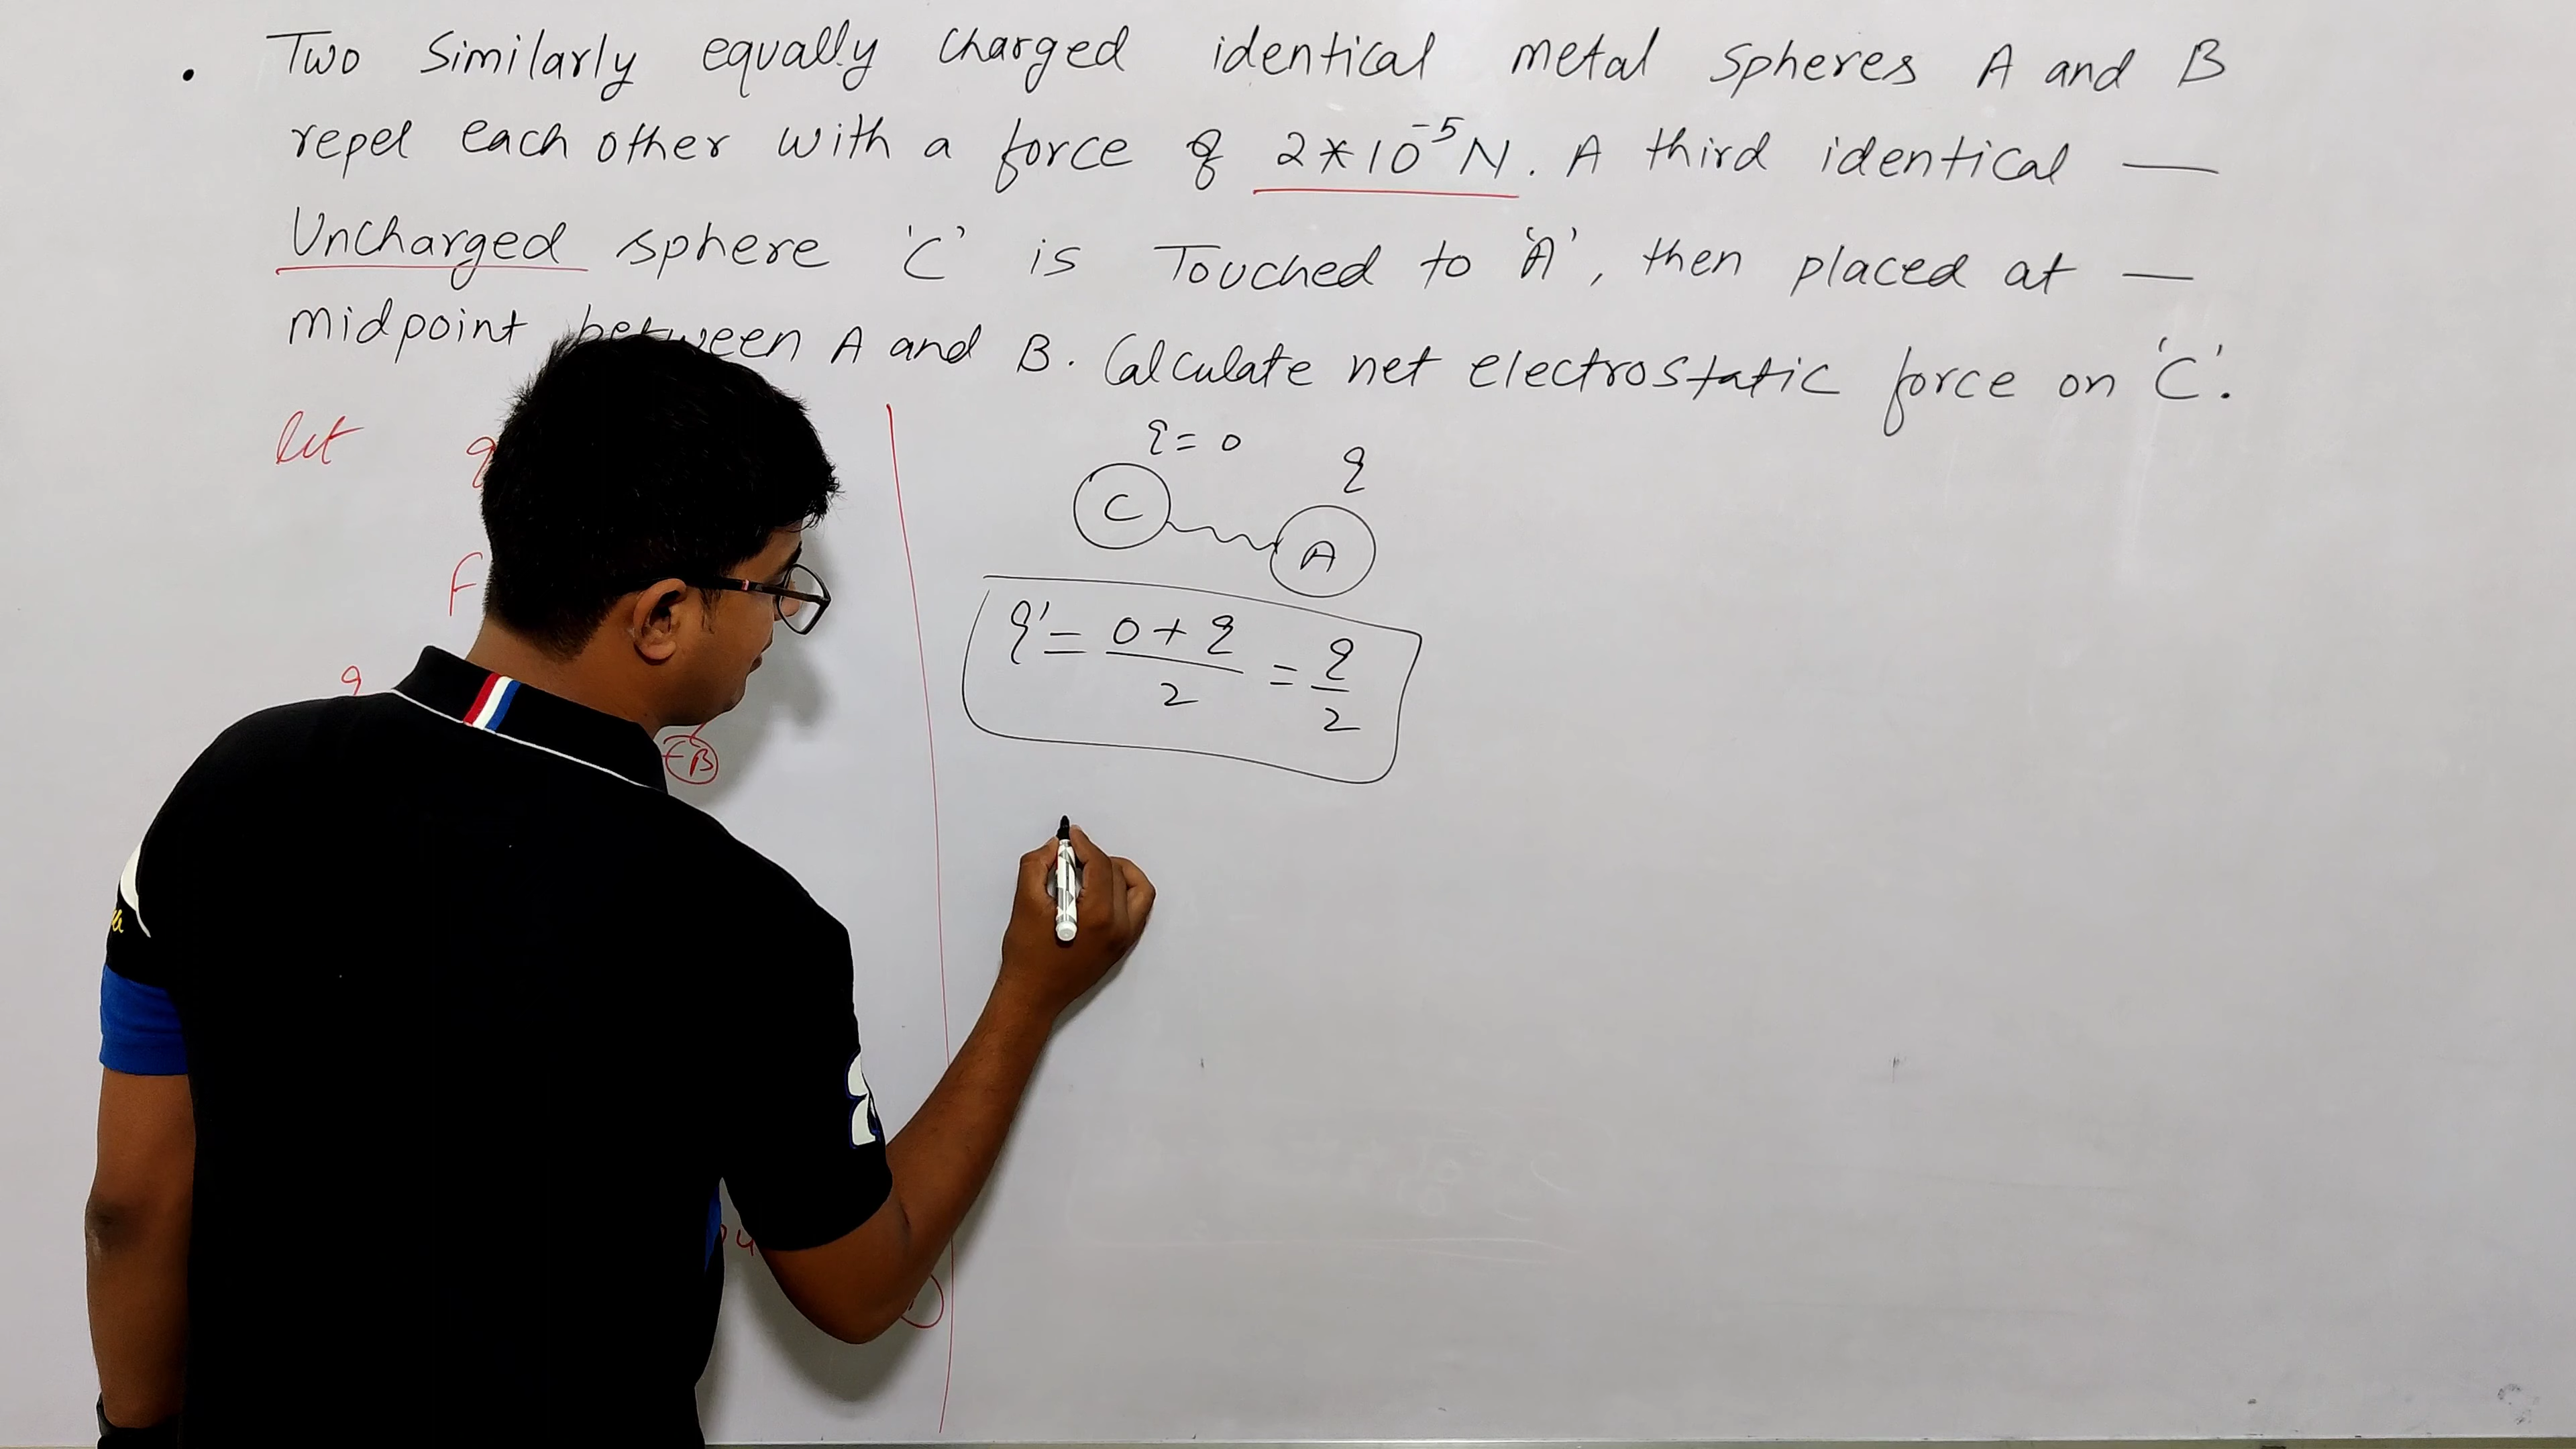 Two Similarly equally charged identical metal Spheres A and B
repel each other with a force of 2*10⁻⁵N. A third identical —
Uncharged sphere 'C' is Touched to 'A', then placed at —
midpoint between A and B. Calculate net electrostatic force on 'C'.
let q
F
q
B
q = 0
q
C
A
q' = (0 + q)/2 = q/2